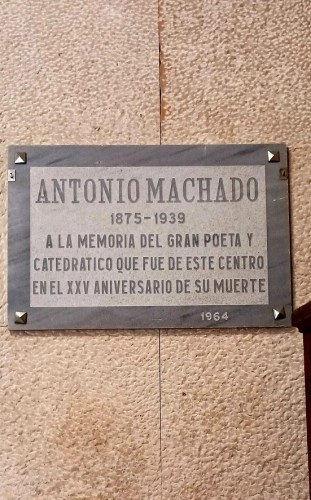 ANTONIO MACHADO
1875-1939
A LA MEMORIA DEL GRAN POETA Y
CATEDRATICO QUE FUE DE ESTE CENTRO
EN EL XXV ANIVERSARIO DE SU MUERTE
1964